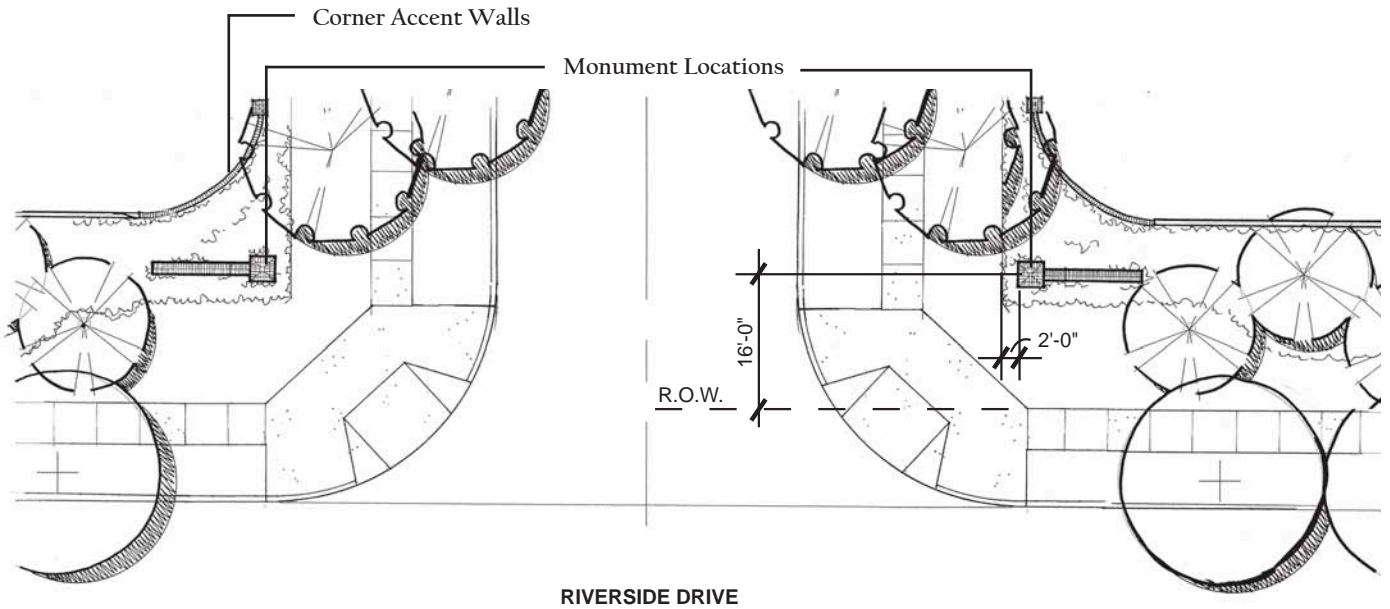 Corner Accent Walls
Monument Locations
16'-0"
2'-0"
R.O.W.
RIVERSIDE DRIVE